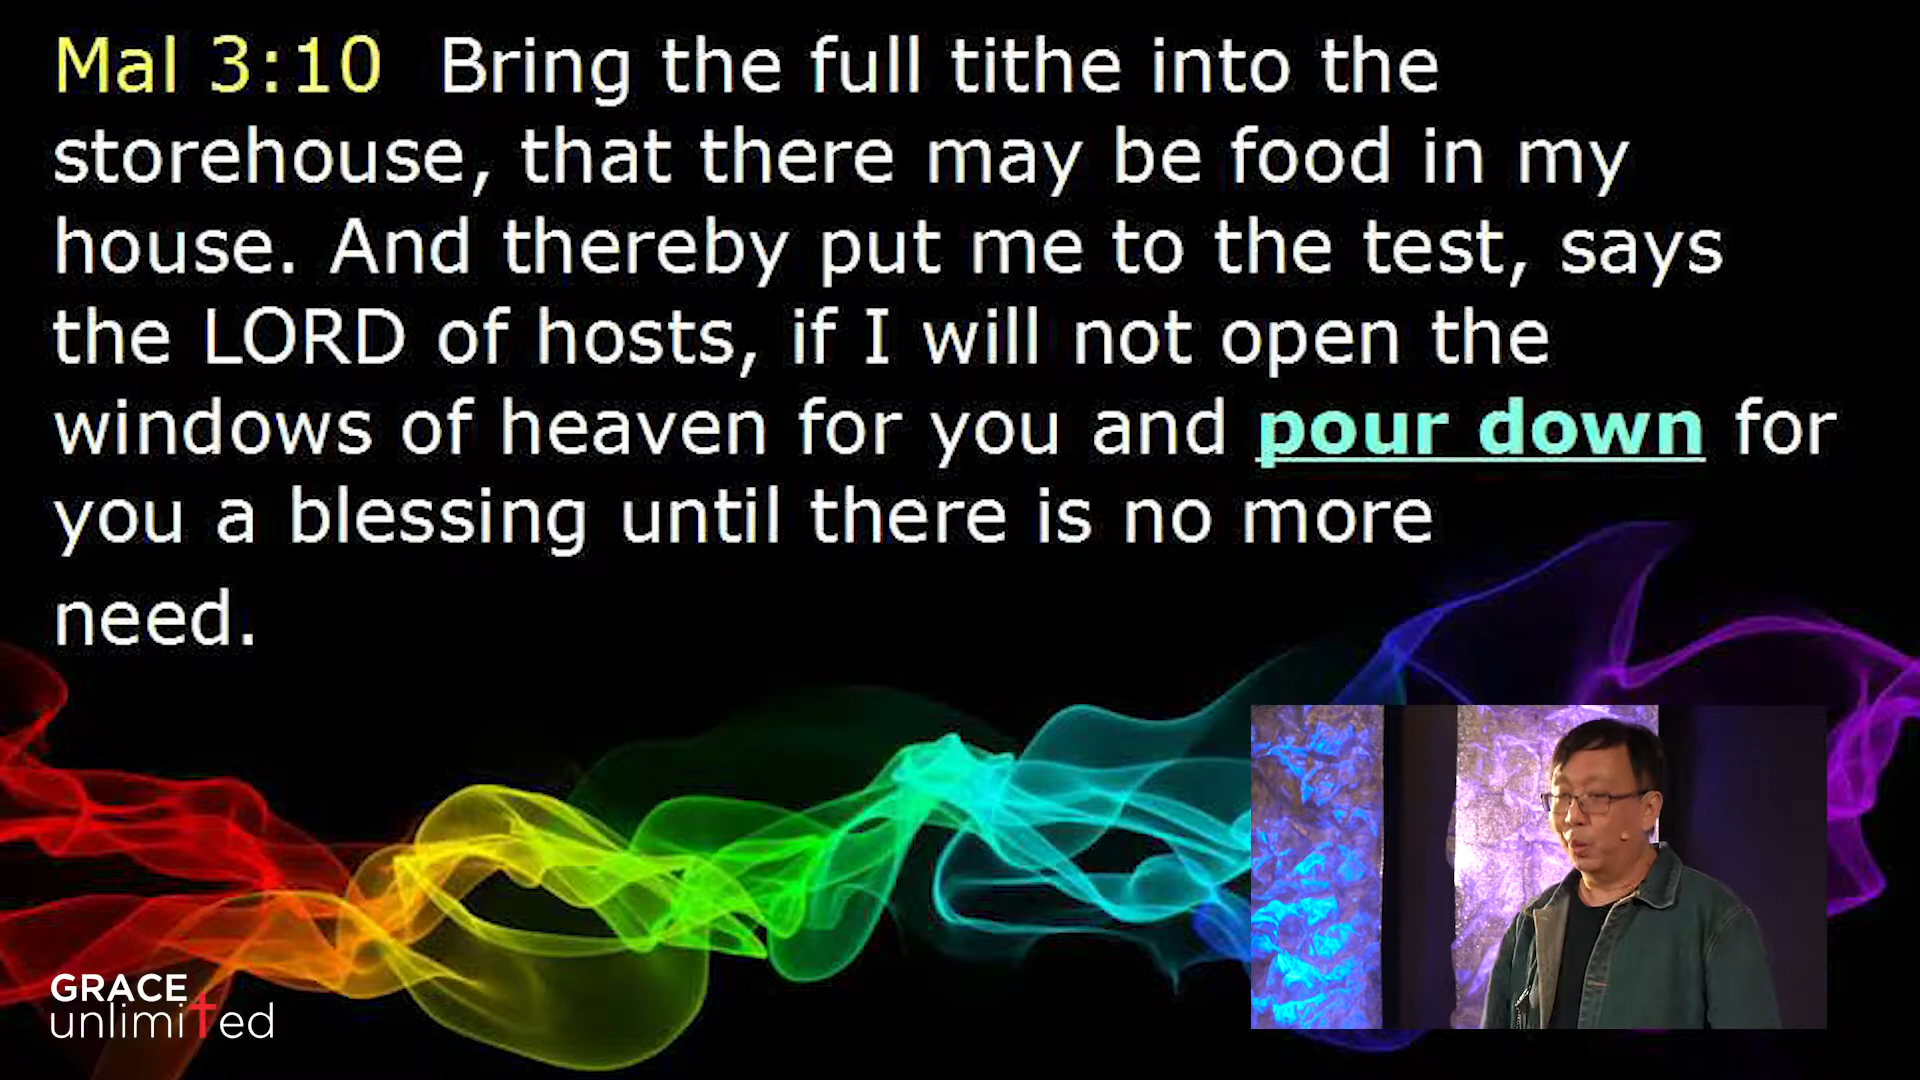 Mal 3:10 Bring the full tithe into the
storehouse, that there may be food in my
house. And thereby put me to the test, says
the LORD of hosts, if I will not open the
windows of heaven for you and pour down for
you a blessing until there is no more
need.
GRACE
unlimited